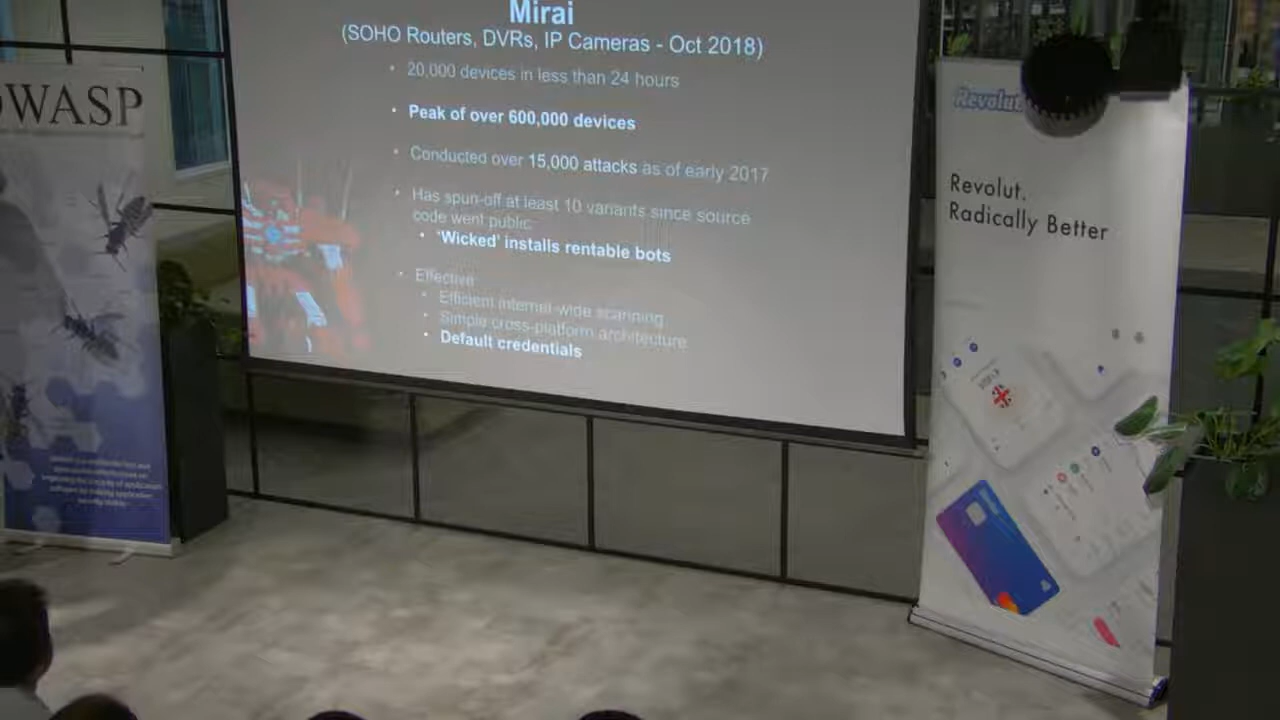 Mirai
(SOHO Routers, DVRs, IP Cameras - Oct 2018)
• 20,000 devices in less than 24 hours
• Peak of over 600,000 devices
• Conducted over 15,000 attacks as of early 2017
• Has spun-off at least 10 variants since source
code went public
• 'Wicked' installs rentable bots
• Effective
• Efficient internet-wide scanning
• Simple cross-platform architecture
• Default credentials
OWASP
Revolut
Revolut.
Radically Better